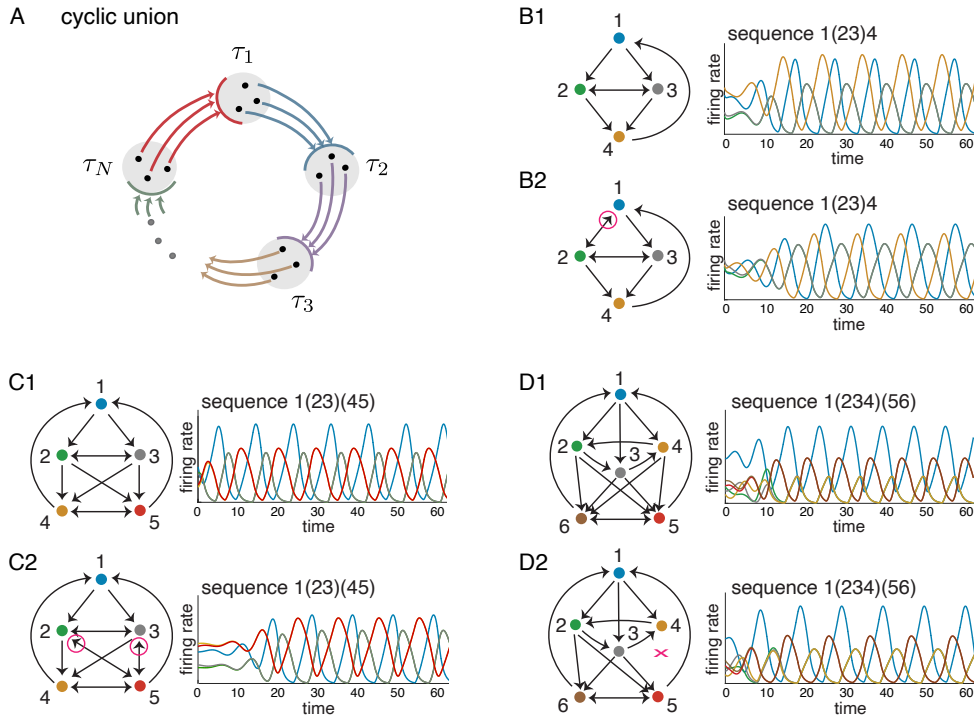 A cyclic union
τ1
τ2
τ3
τN
B1
1
2
3
4
sequence 1(23)4
firing rate
0 10 20 30 40 50 60
time
B2
1
2
3
4
sequence 1(23)4
firing rate
0 10 20 30 40 50 60
time
C1
1
2
3
4
5
sequence 1(23)(45)
firing rate
0 10 20 30 40 50 60
time
D1
1
2
3
4
6
5
sequence 1(234)(56)
firing rate
0 10 20 30 40 50 60
time
C2
1
2
3
4
5
sequence 1(23)(45)
firing rate
0 10 20 30 40 50 60
time
D2
1
2
3
4
6
5
sequence 1(234)(56)
firing rate
0 10 20 30 40 50 60
time